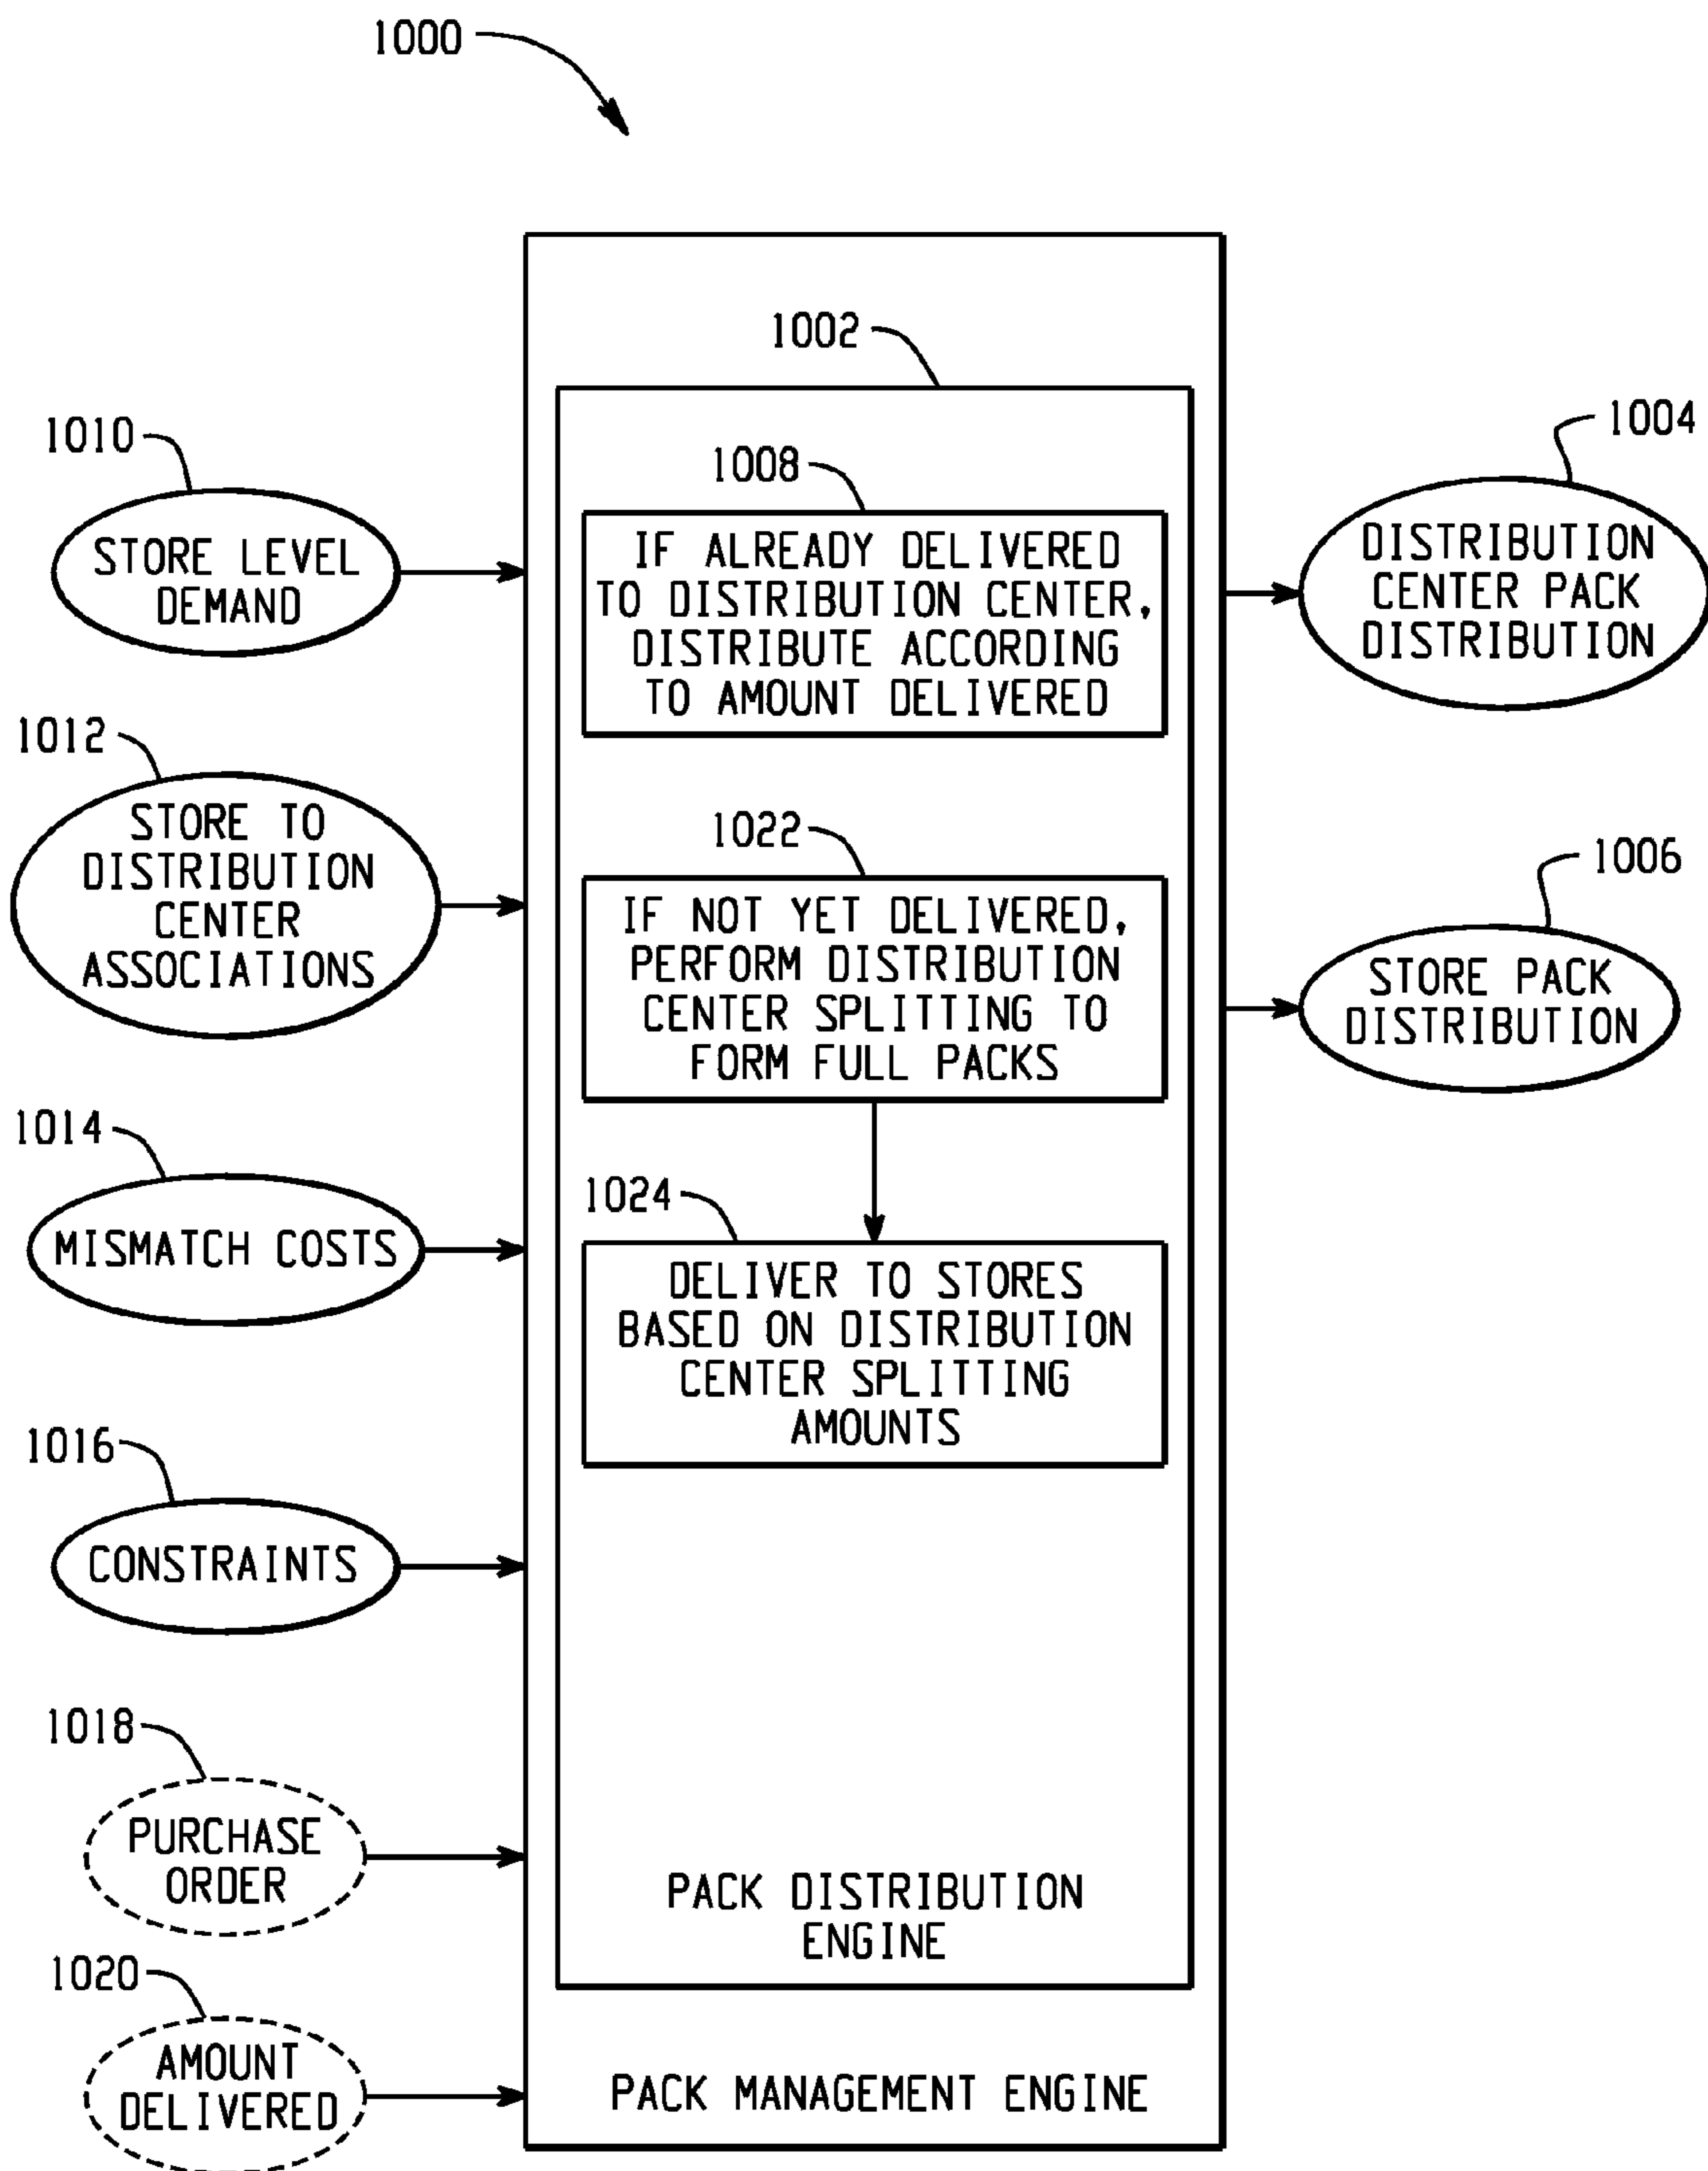 1000
1002
1010
1008
1004
STORE LEVEL
DEMAND
IF ALREADY DELIVERED
TO DISTRIBUTION CENTER,
DISTRIBUTE ACCORDING
TO AMOUNT DELIVERED
DISTRIBUTION
CENTER PACK
DISTRIBUTION
1012
STORE TO
DISTRIBUTION
CENTER
ASSOCIATIONS
1022
IF NOT YET DELIVERED,
PERFORM DISTRIBUTION
CENTER SPLITTING TO
FORM FULL PACKS
1006
STORE PACK
DISTRIBUTION
1014
MISMATCH COSTS
1024
DELIVER TO STORES
BASED ON DISTRIBUTION
CENTER SPLITTING
AMOUNTS
1016
CONSTRAINTS
1018
PURCHASE
ORDER
PACK DISTRIBUTION
ENGINE
1020
AMOUNT
DELIVERED
PACK MANAGEMENT ENGINE